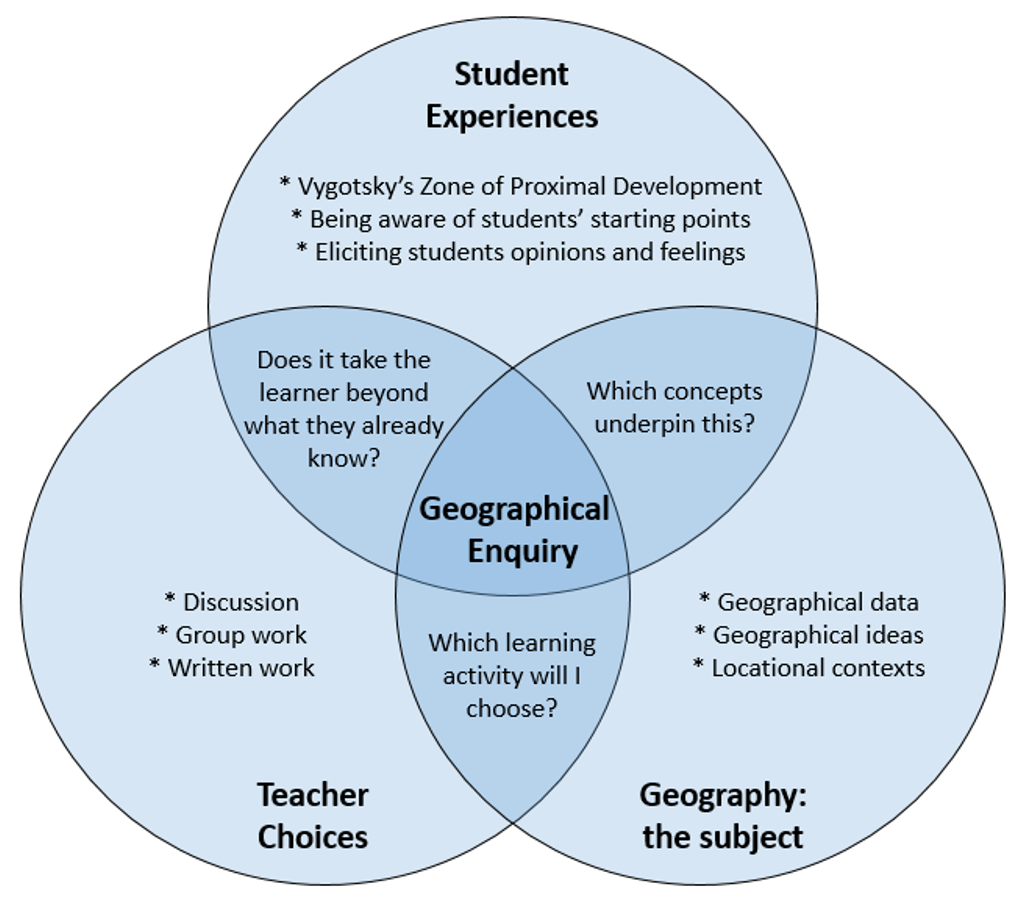 Student
Experiences
* Vygotsky’s Zone of Proximal Development
* Being aware of students’ starting points
* Eliciting students opinions and feelings
Does it take the
learner beyond
what they already
know?
Which concepts
underpin this?
Geographical
Enquiry
* Discussion
* Group work
* Written work
Which learning
activity will I
choose?
* Geographical data
* Geographical ideas
* Locational contexts
Teacher
Choices
Geography:
the subject